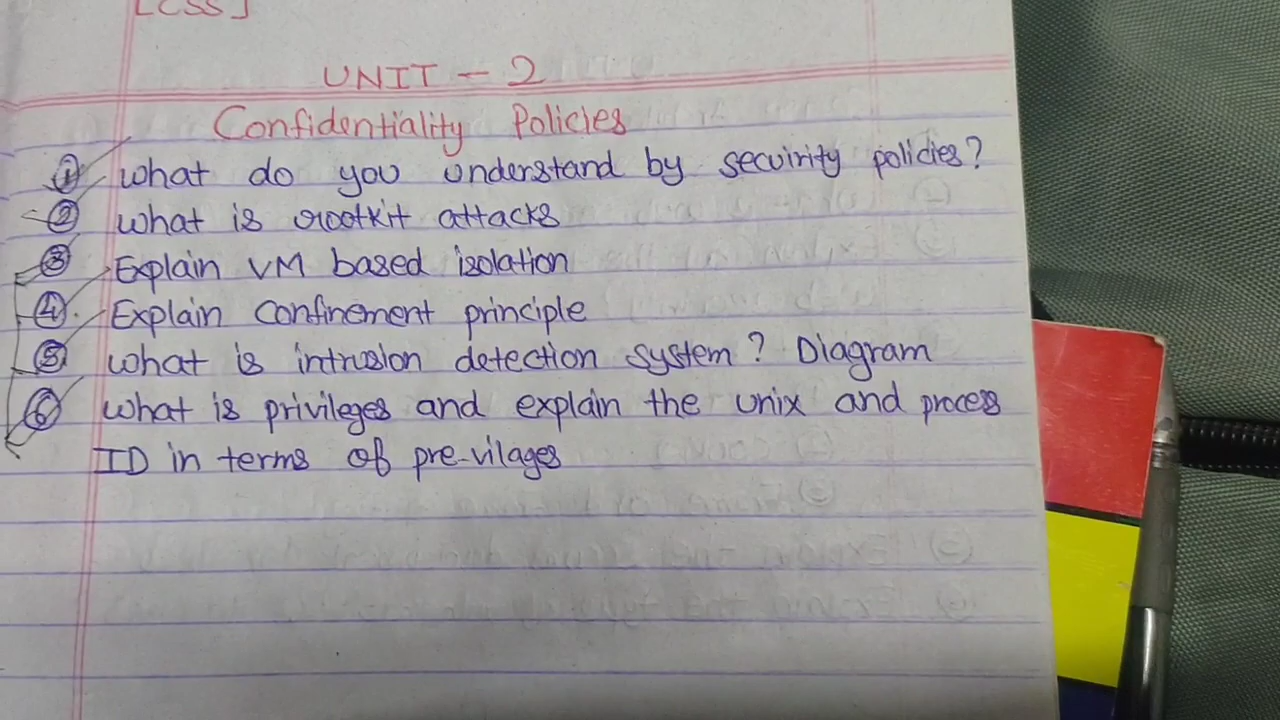 [CSS]
UNIT - 2
Confidentiality Policies
① What do you understand by secuirity policies?
② What is rootkit attacks
③ Explain VM based isolation
④. Explain Confinement principle
⑤ What is intrusion detection system? Diagram
⑥ What is privileges and explain the unix and process
ID in terms of pre-vilages